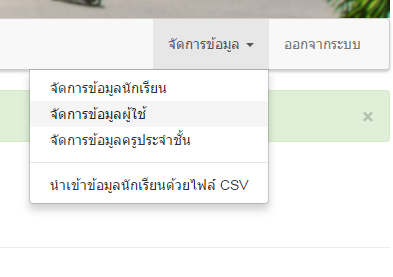 จัดการข้อมูล ออกจากระบบ
จัดการข้อมูลนักเรียน
จัดการข้อมูลผู้ใช้
จัดการข้อมูลครูประจำชั้น
นำเข้าข้อมูลนักเรียนด้วยไฟล์ CSV